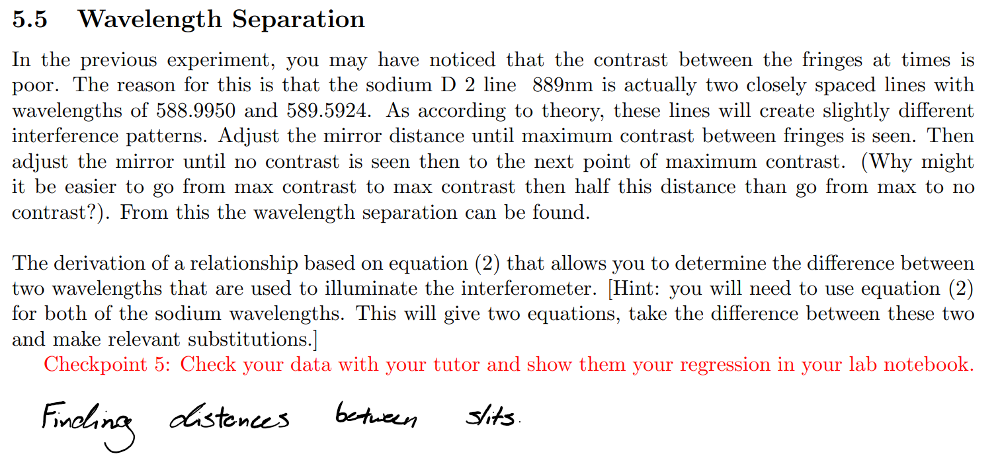 5.5 Wavelength Separation
In the previous experiment, you may have noticed that the contrast between the fringes at times is
poor. The reason for this is that the sodium D 2 line 889nm is actually two closely spaced lines with
wavelengths of 588.9950 and 589.5924. As according to theory, these lines will create slightly different
interference patterns. Adjust the mirror distance until maximum contrast between fringes is seen. Then
adjust the mirror until no contrast is seen then to the next point of maximum contrast. (Why might
it be easier to go from max contrast to max contrast then half this distance than go from max to no
contrast?). From this the wavelength separation can be found.
The derivation of a relationship based on equation (2) that allows you to determine the difference between
two wavelengths that are used to illuminate the interferometer. [Hint: you will need to use equation (2)
for both of the sodium wavelengths. This will give two equations, take the difference between these two
and make relevant substitutions.]
Checkpoint 5: Check your data with your tutor and show them your regression in your lab notebook.
Finding distances between slits.